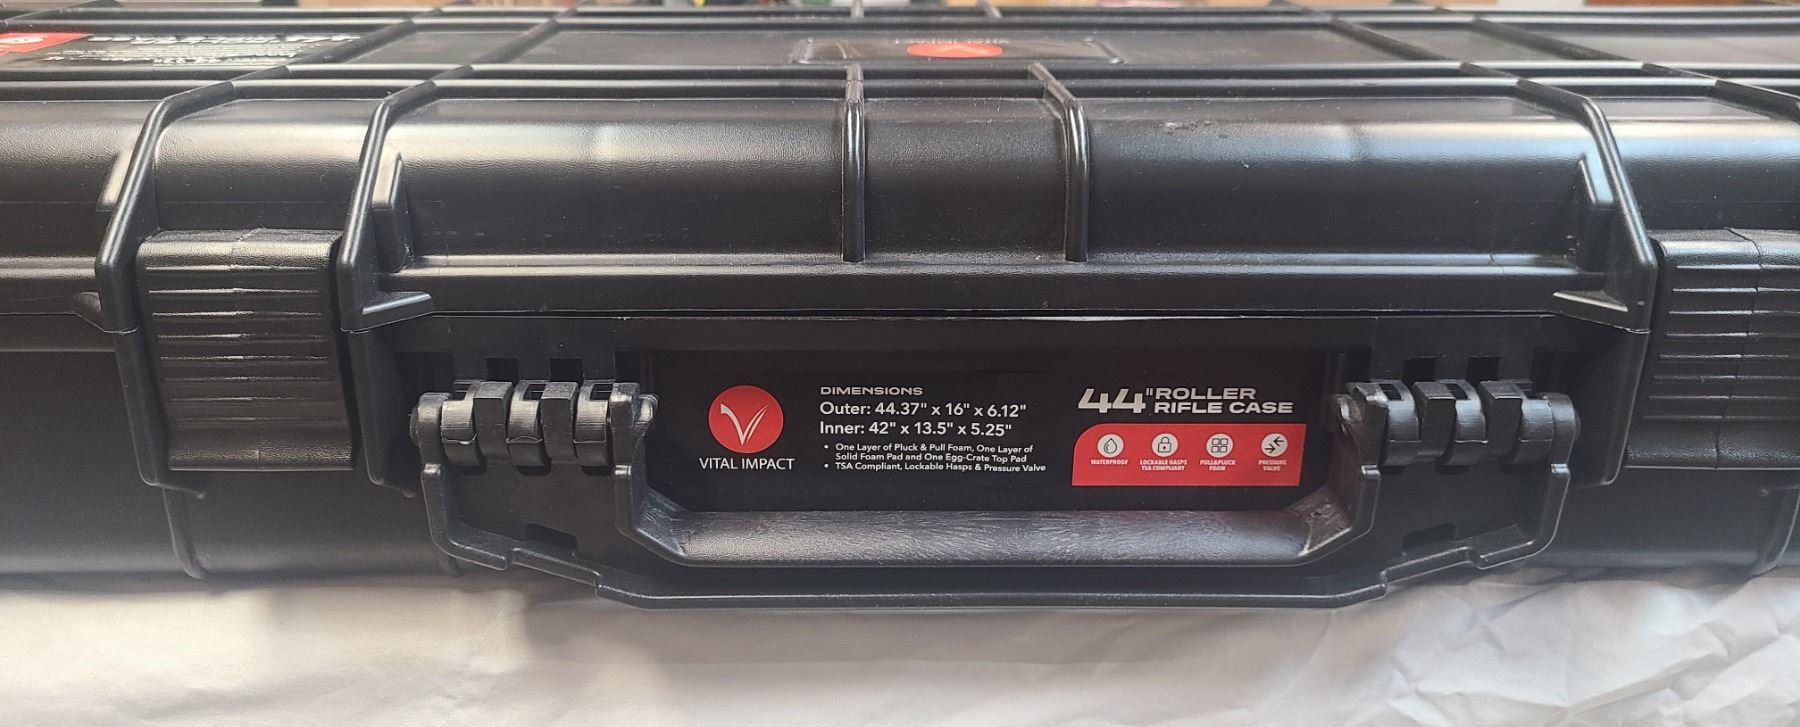 DIMENSIONS
Outer: 44.37" x 16" x 6.12"
Inner: 42" x 13.5" x 5.25"
• One Layer of Pluck & Pull Foam, One Layer of
Solid Foam Pad and One Egg-Crate Top Pad
• TSA Compliant, Lockable Hasps & Pressure Valve
VITAL IMPACT
44" ROLLER
RIFLE CASE
WATERPROOF
LOCKABLE HASPS
TSA COMPLIANT
PULL&PLUCK
FOAM
PRESSURE
VALVE